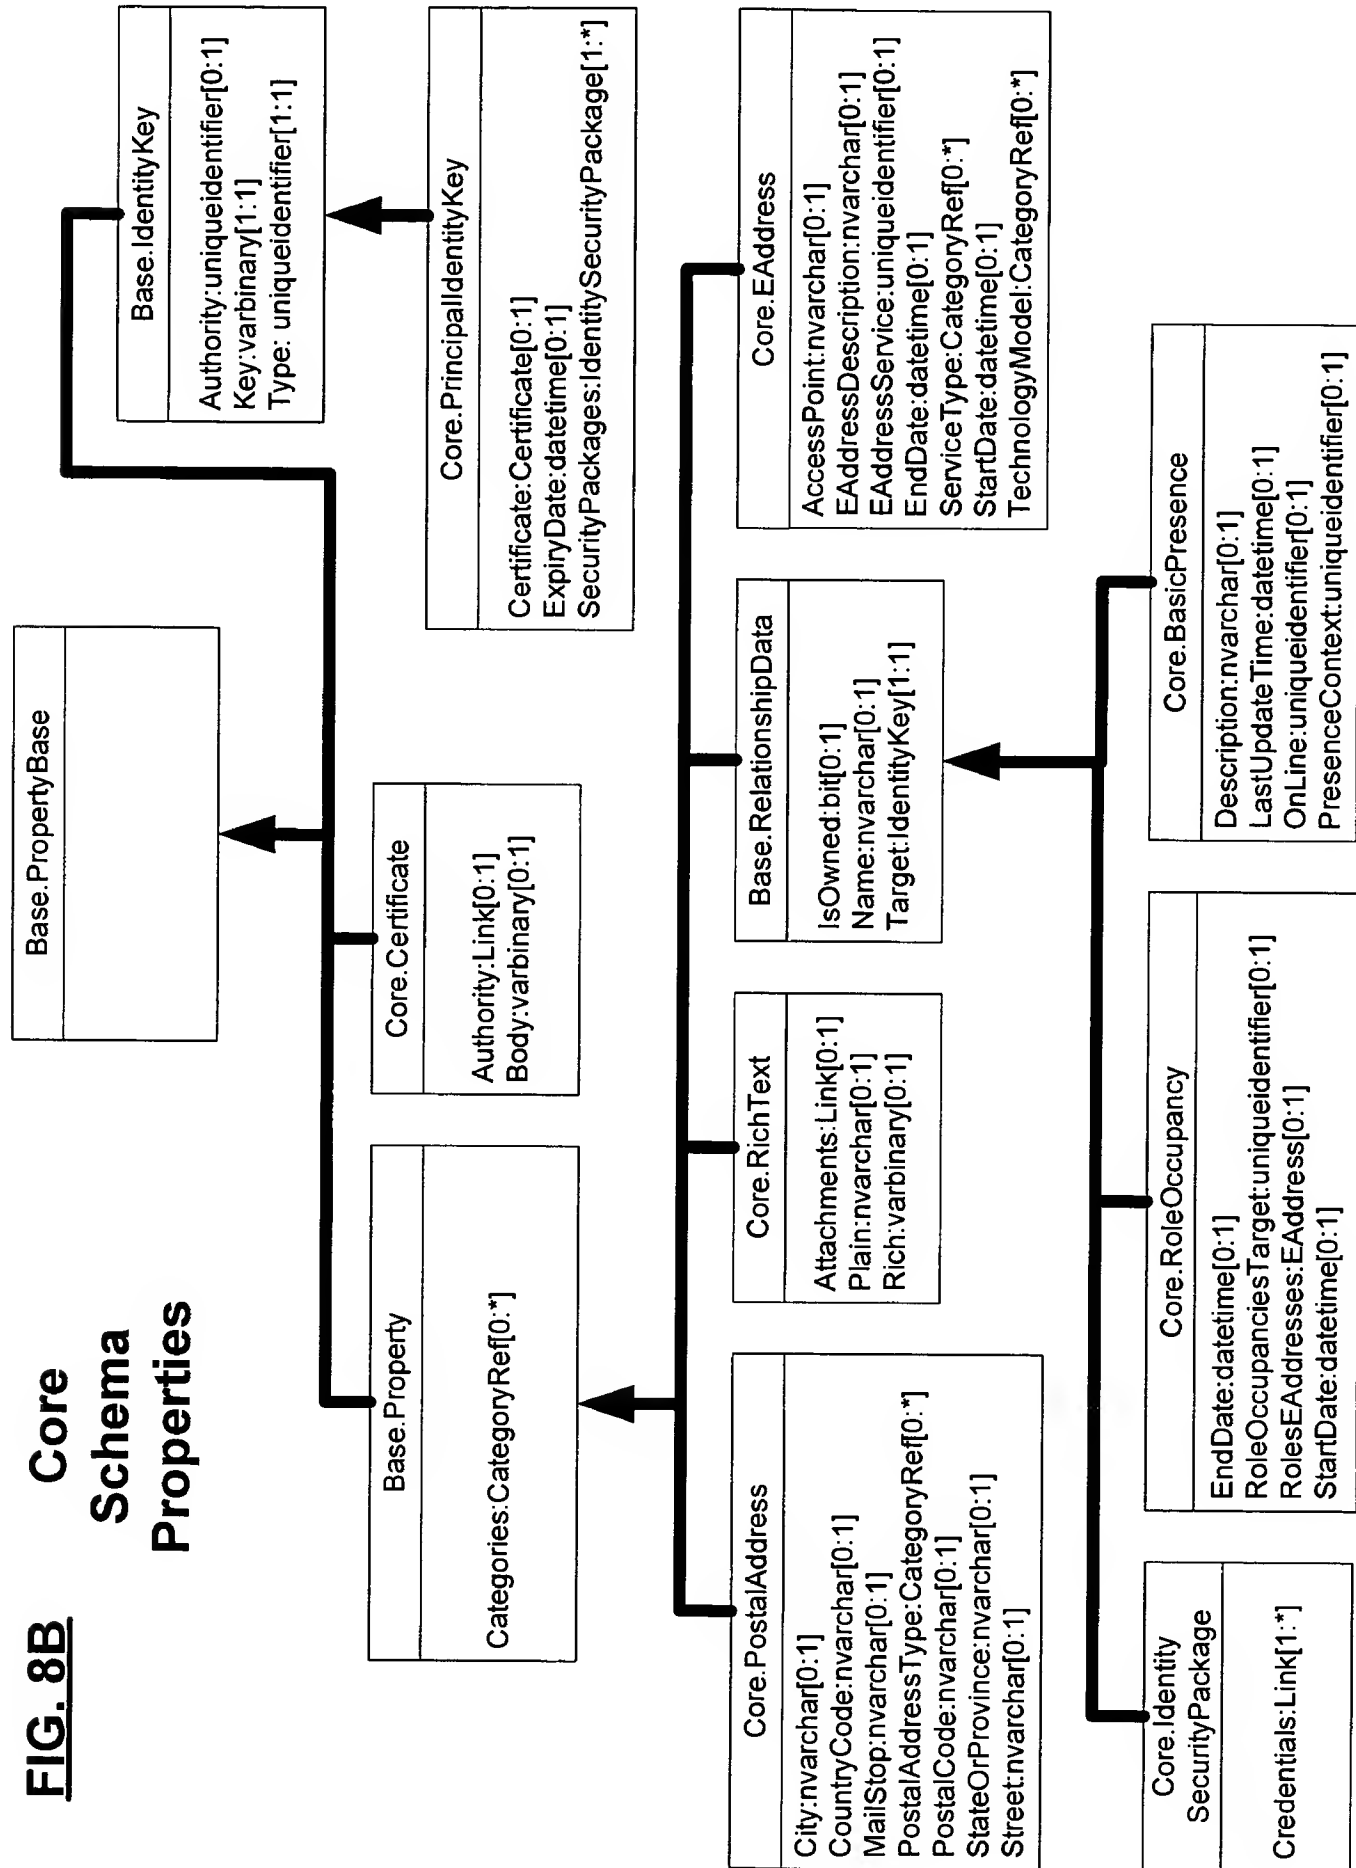 FIG. 8B
Core
Schema
Properties
Base.PropertyBase
Base.Property
Categories:CategoryRef[0:*]
Core.Certificate
Authority:Link[0:1]
Body:varbinary[0:1]
Base.IdentityKey
Authority:uniqueidentifier[0:1]
Key:varbinary[1:1]
Type: uniqueidentifier[1:1]
Core.PrincipalIdentityKey
Certificate:Certificate[0:1]
ExpiryDate:datetime[0:1]
SecurityPackages:IdentitySecurityPackage[1:*]
Core.PostalAddress
City:nvarchar[0:1]
CountryCode:nvarchar[0:1]
MailStop:nvarchar[0:1]
PostalAddressType:CategoryRef[0:*]
PostalCode:nvarchar[0:1]
StateOrProvince:nvarchar[0:1]
Street:nvarchar[0:1]
Core.RichText
Attachments:Link[0:1]
Plain:nvarchar[0:1]
Rich:varbinary[0:1]
Base.RelationshipData
IsOwned:bit[0:1]
Name:nvarchar[0:1]
Target:IdentityKey[1:1]
Core.EAddress
AccessPoint:nvarchar[0:1]
EAddressDescription:nvarchar[0:1]
EAddressService:uniqueidentifier[0:1]
EndDate:datetime[0:1]
ServiceType:CategoryRef[0:*]
StartDate:datetime[0:1]
TechnologyModel:CategoryRef[0:*]
Core.Identity
SecurityPackage
Credentials:Link[1:*]
Core.RoleOccupancy
EndDate:datetime[0:1]
RoleOccupanciesTarget:uniqueidentifier[0:1]
RolesEAddresses:EAddress[0:1]
StartDate:datetime[0:1]
Core.BasicPresence
Description:nvarchar[0:1]
LastUpdateTime:datetime[0:1]
OnLine:uniqueidentifier[0:1]
PresenceContext:uniqueidentifier[0:1]